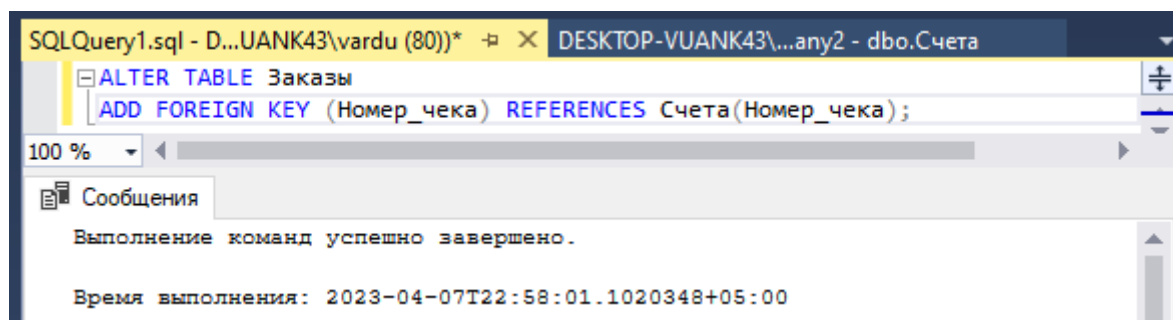 SQLQuery1.sql - D...UANK43\vardu (80))* DESKTOP-VUANK43\...any2 - dbo.Счета
ALTER TABLE Заказы
ADD FOREIGN KEY (Номер_чека) REFERENCES Счета(Номер_чека);
100 %
Сообщения
Выполнение команд успешно завершено.
Время выполнения: 2023-04-07T22:58:01.1020348+05:00